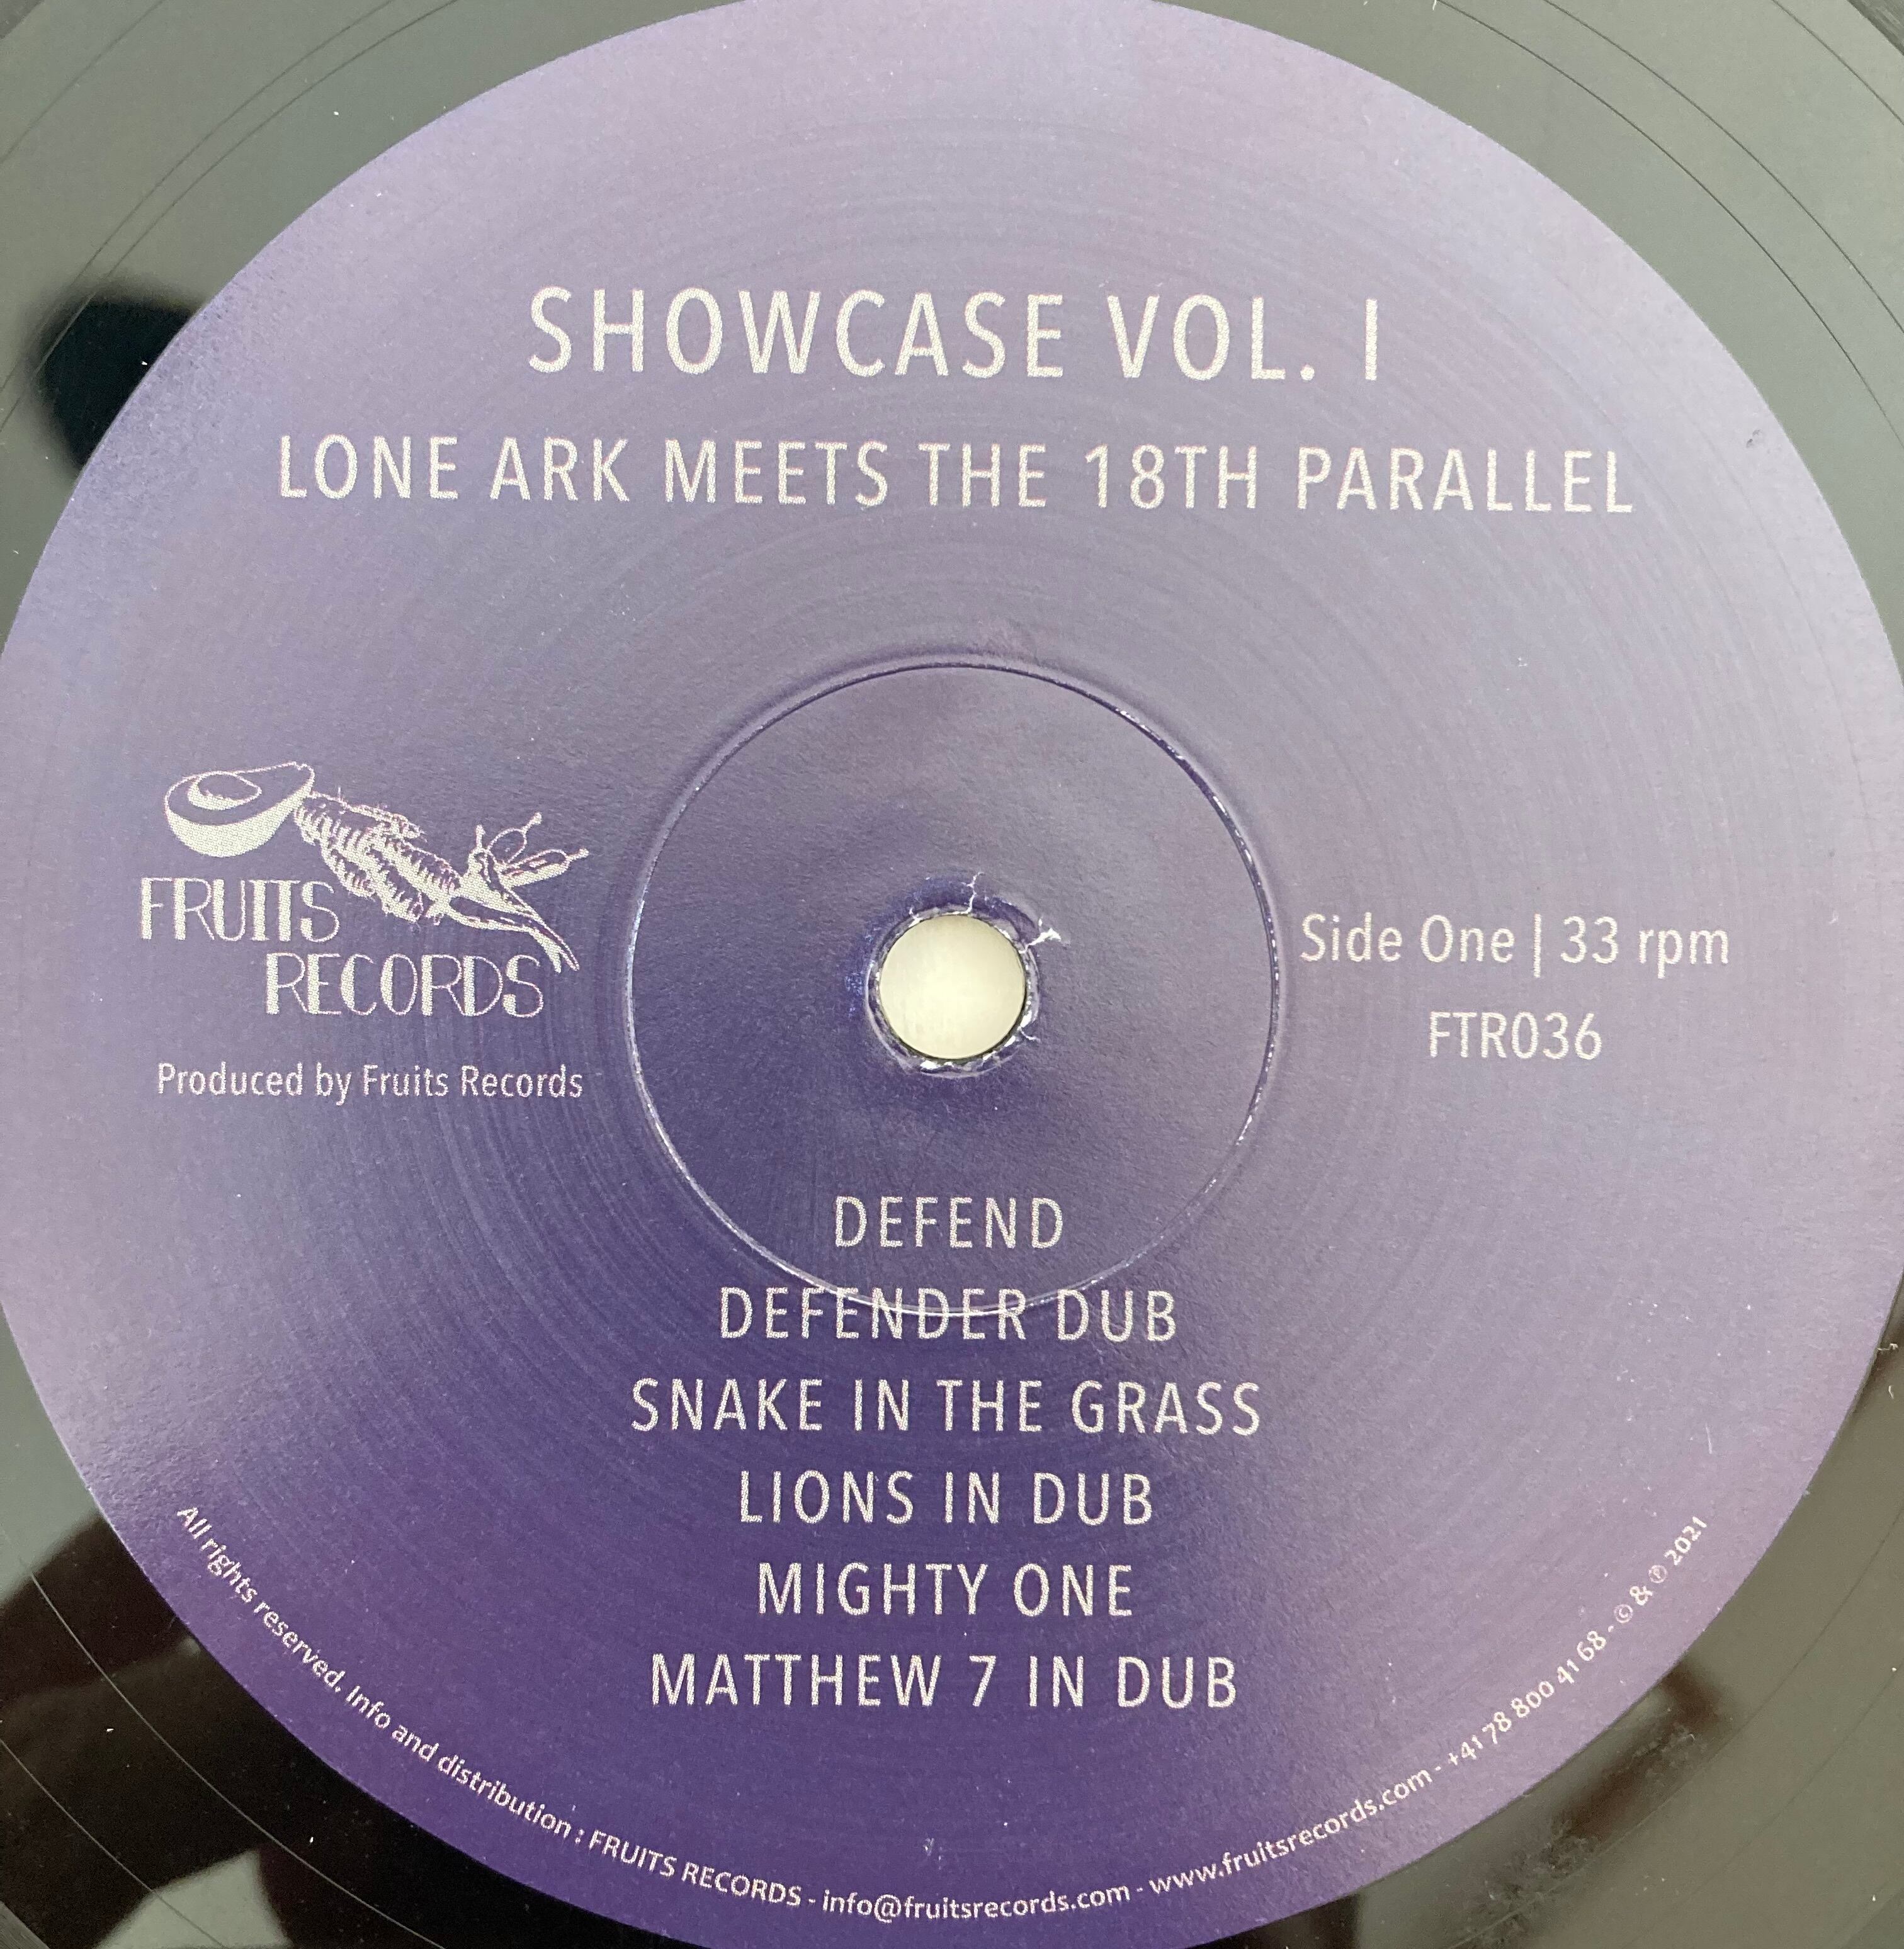 SHOWCASE VOL. I
LONE ARK MEETS THE 18TH PARALLEL
FRUITS
RECORDS
Produced by Fruits Records
Side One | 33 rpm
FTR036
DEFEND
DEFENDER DUB
SNAKE IN THE GRASS
LIONS IN DUB
MIGHTY ONE
MATTHEW 7 IN DUB
All rights reserved. Info and distribution : FRUITS RECORDS - info@fruitsrecords.com - www.fruitsrecords.com - +41 78 800 41 68 - © & ℗ 2021